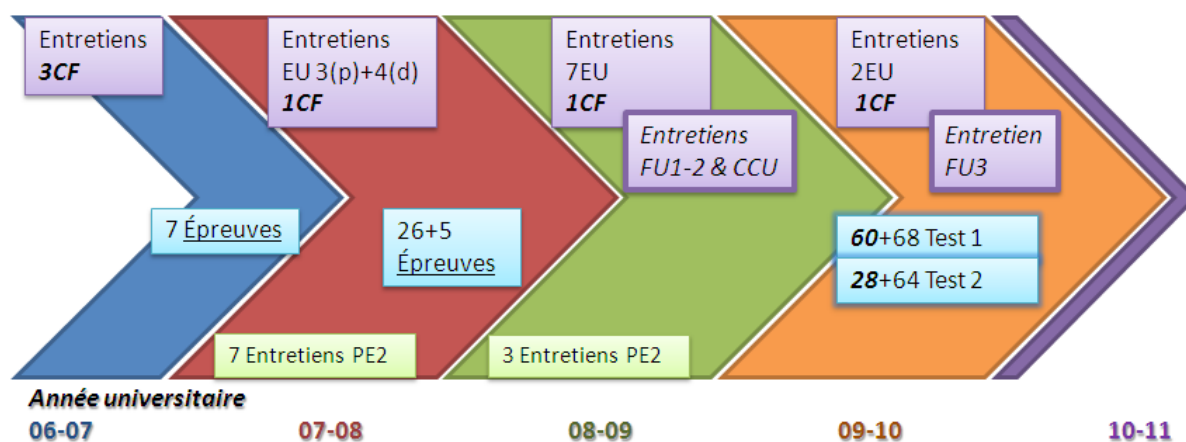 Entretiens
3CF
Entretiens
EU 3(p)+4(d)
1CF
Entretiens
7EU
1CF
Entretiens
FU1-2 & CCU
Entretiens
2EU
1CF
Entretien
FU3
7 Épreuves
26+5
Épreuves
60+68 Test 1
28+64 Test 2
7 Entretiens PE2
3 Entretiens PE2
Année universitaire
06-07 07-08 08-09 09-10 10-11